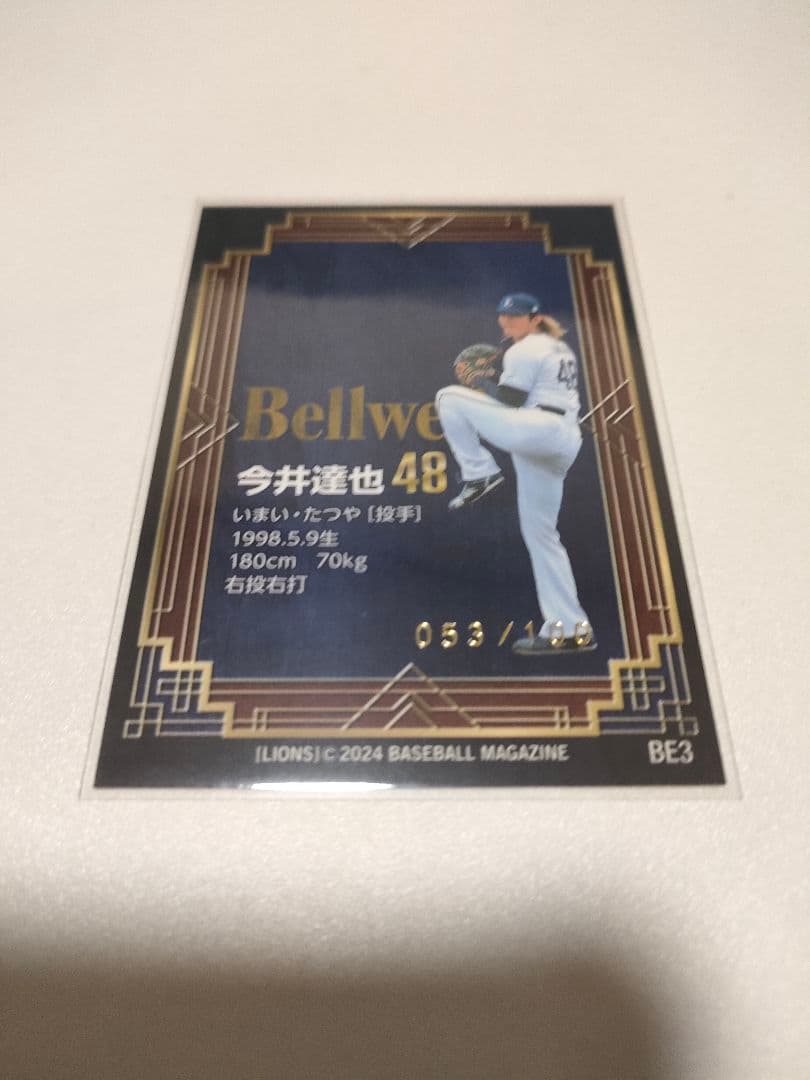 Bellwe
今井達也 48
いまい・たつや [投手]
1998.5.9生
180cm 70kg
右投右打
053/100
[LIONS] © 2024 BASEBALL MAGAZINE
BE3
48